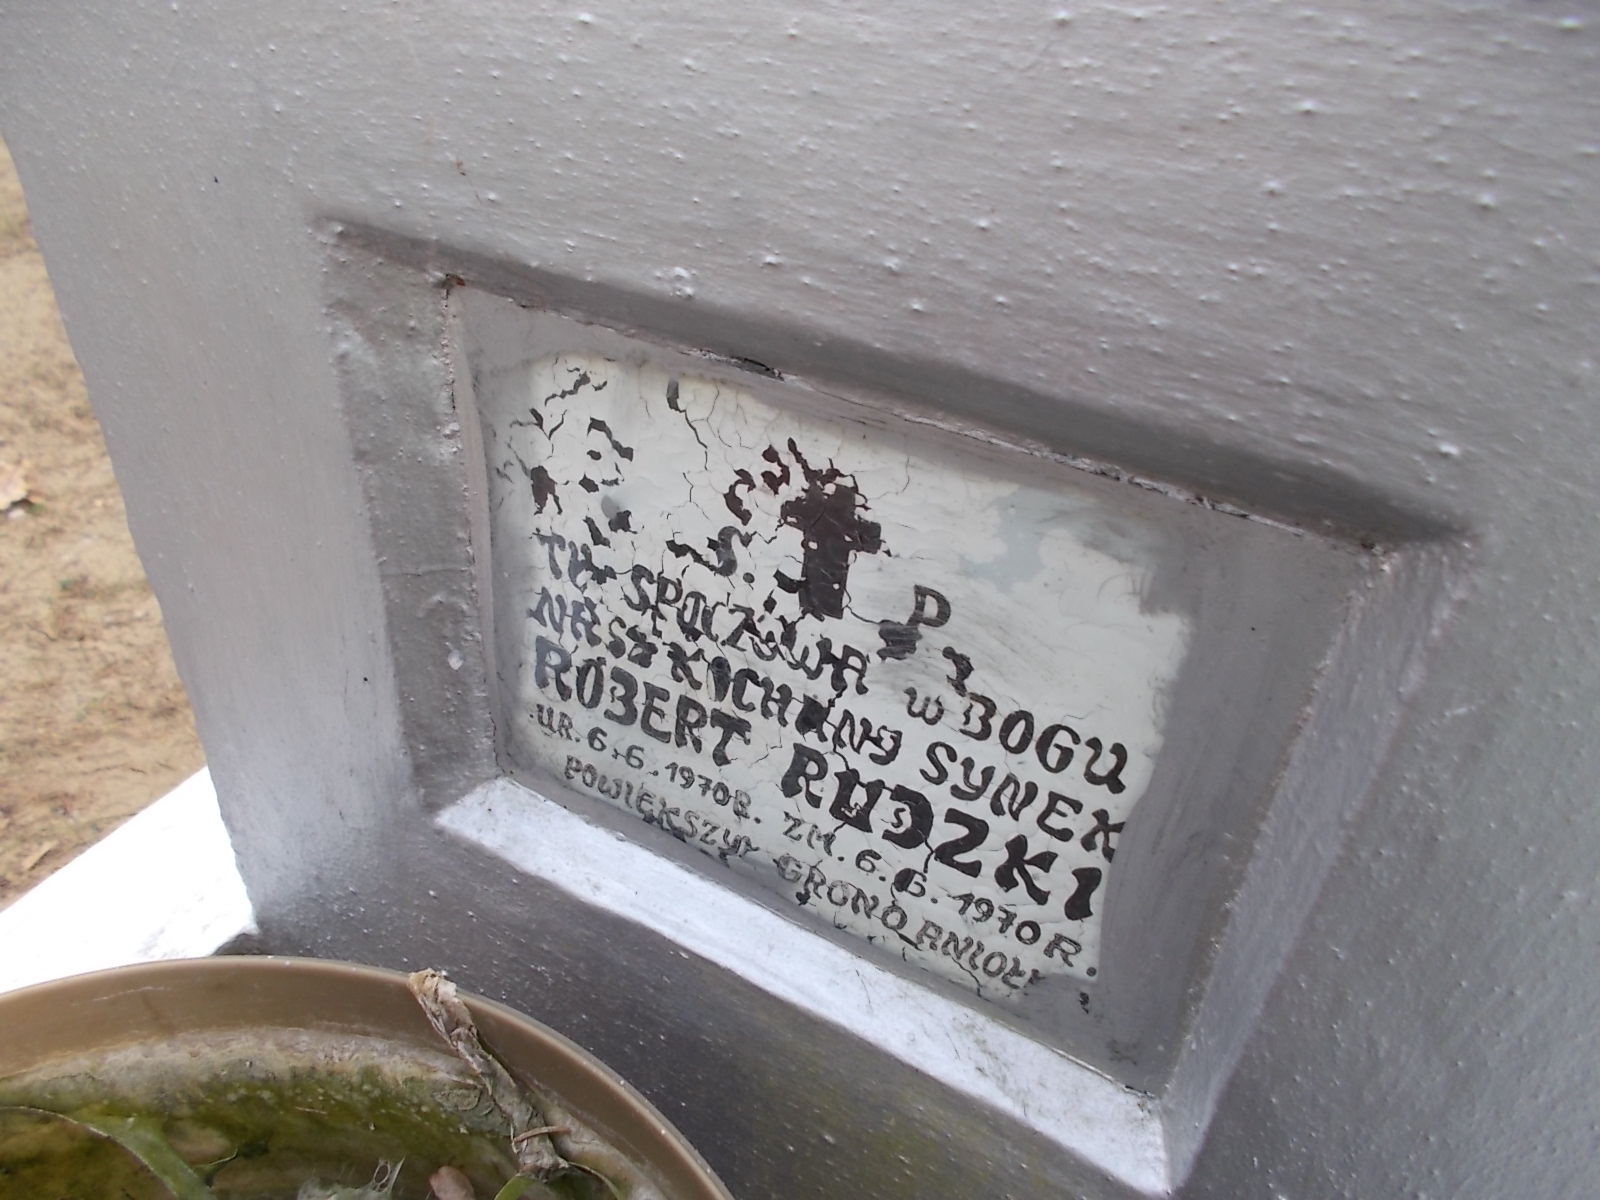 Ś. P.
TU SPOCZYWA W BOGU
NASZ KOCHANY SYNEK
ROBERT RUDZKI
UR. 6.6.1970R. ZM. 6.6.1970R.
POWIĘKSZYŁ GRONO ANIOŁ